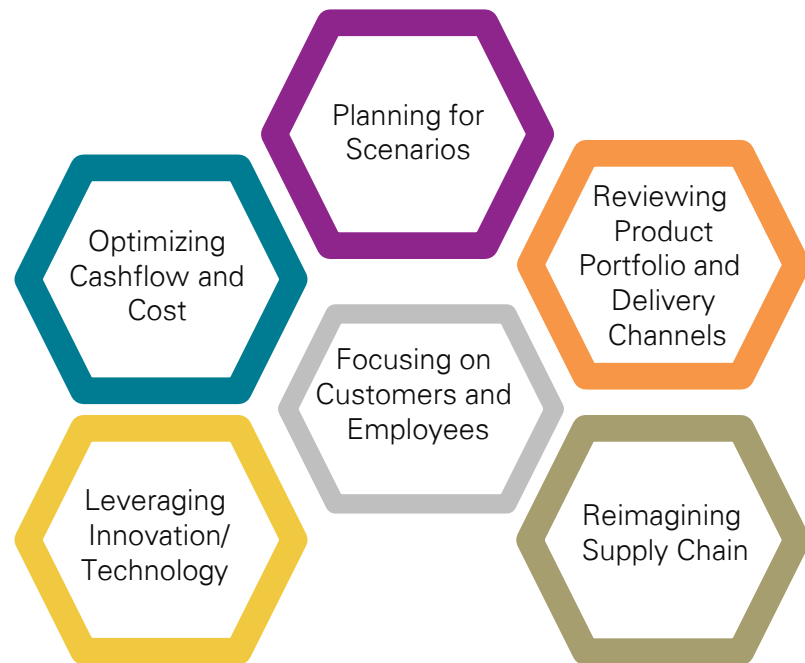 Planning for
Scenarios
Optimizing
Cashflow and
Cost
Reviewing
Product
Portfolio and
Delivery
Channels
Focusing on
Customers and
Employees
Leveraging
Innovation/
Technology
Reimagining
Supply Chain